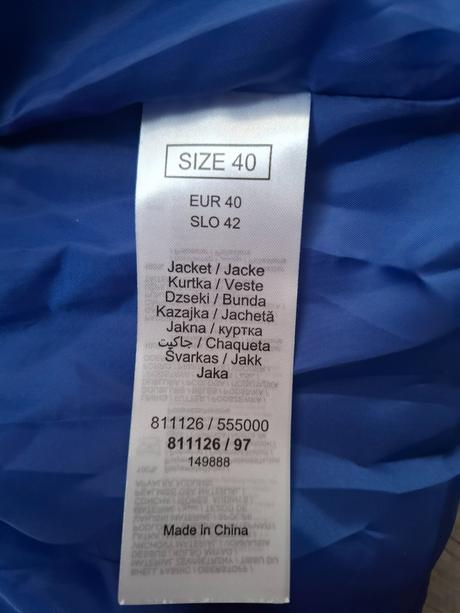 SIZE 40
EUR 40
SLO 42
Jacket / Jacke
Kurtka / Veste
Dzseki / Bunda
Kazajka / Jachetă
Jakna / куртка
جاكيت / Chaqueta
Švarkas / Jakk
Jaka
811126 / 555000
811126 / 97
149888
Made in China